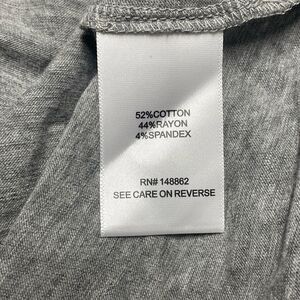 52%COTTON
44%RAYON
4%SPANDEX
RN# 148862
SEE CARE ON REVERSE